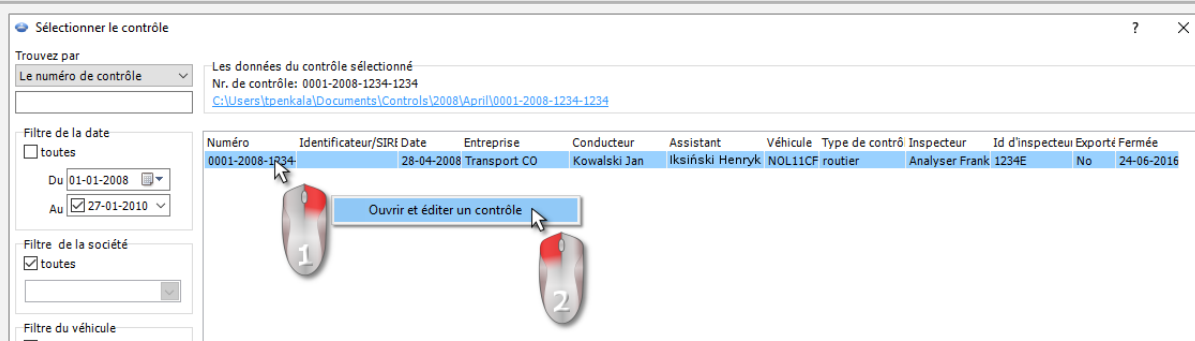 Sélectionner le contrôle
?
Trouvez par
Le numéro de contrôle
Les données du contrôle sélectionné
Nr. de contrôle: 0001-2008-1234-1234
C:\Users\tpenkala\Documents\Controls\2008\April\0001-2008-1234-1234
Filtre de la date
toutes
Du 01-01-2008
Au 27-01-2010
Filtre de la société
toutes
Filtre du véhicule
Numéro Identificateur/SIRI Date Entreprise Conducteur Assistant Véhicule Type de contrôl Inspecteur Id d'inspecteur Exporté Fermée
0001-2008-1234- 28-04-2008 Transport CO Kowalski Jan Iksiński Henryk NOL11CF routier Analyser Frank 1234E No 24-06-2016
Ouvrir et éditer un contrôle
1
2